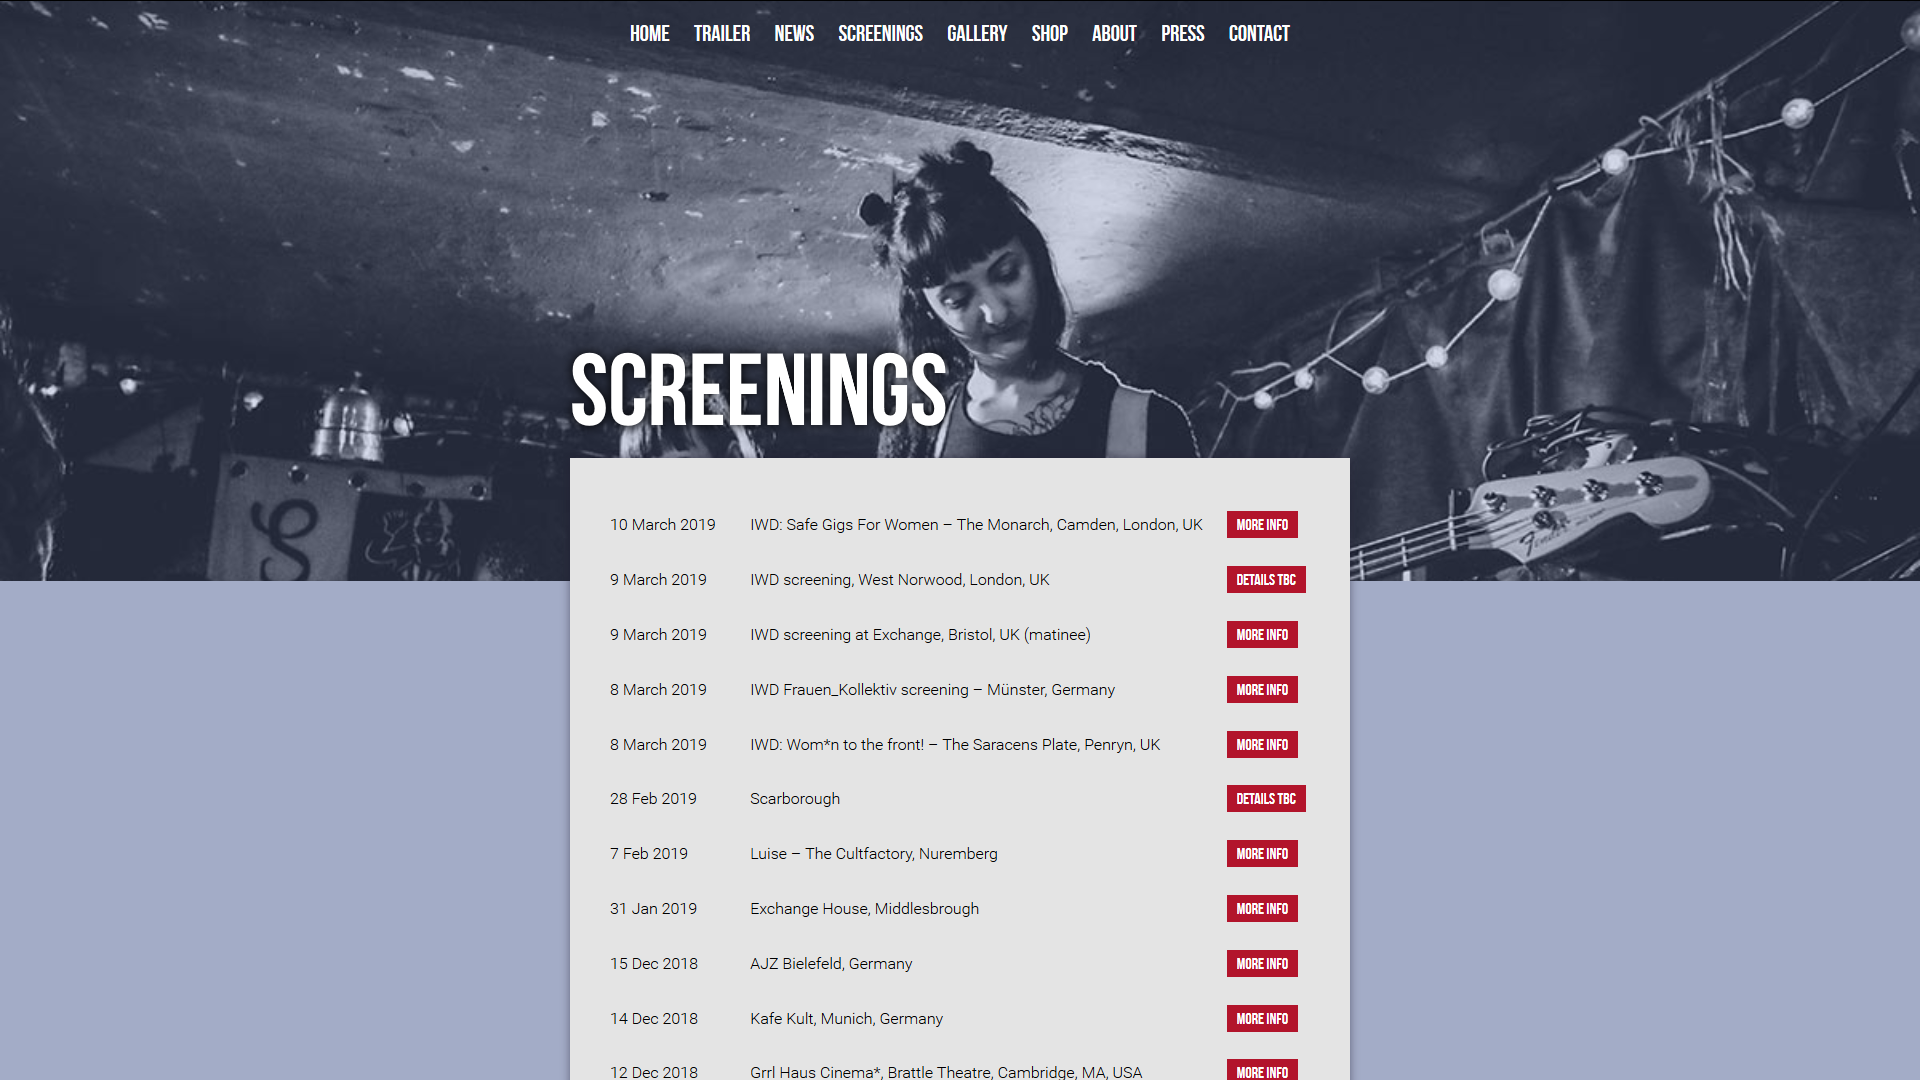 HOME TRAILER NEWS SCREENINGS GALLERY SHOP ABOUT PRESS CONTACT
SCREENINGS
S
Fender
10 March 2019 IWD: Safe Gigs For Women – The Monarch, Camden, London, UK MORE INFO
9 March 2019 IWD screening, West Norwood, London, UK DETAILS TBC
9 March 2019 IWD screening at Exchange, Bristol, UK (matinee) MORE INFO
8 March 2019 IWD Frauen_Kollektiv screening – Münster, Germany MORE INFO
8 March 2019 IWD: Wom*n to the front! – The Saracens Plate, Penryn, UK MORE INFO
28 Feb 2019 Scarborough DETAILS TBC
7 Feb 2019 Luise – The Cultfactory, Nuremberg MORE INFO
31 Jan 2019 Exchange House, Middlesbrough MORE INFO
15 Dec 2018 AJZ Bielefeld, Germany MORE INFO
14 Dec 2018 Kafe Kult, Munich, Germany MORE INFO
12 Dec 2018 Grrl Haus Cinema*, Brattle Theatre, Cambridge, MA, USA MORE INFO